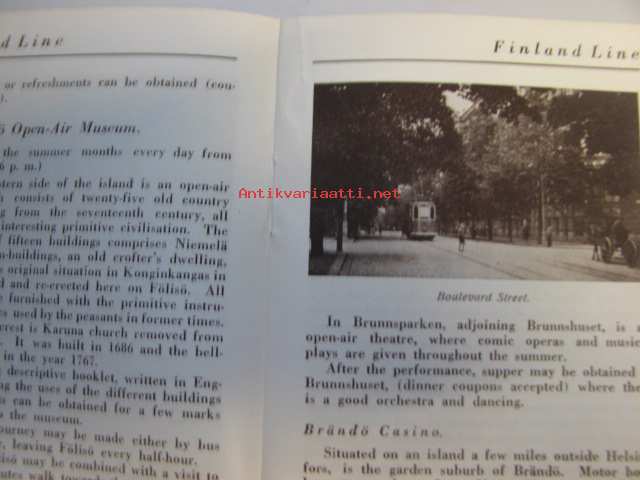 d Line
or refreshments can be obtained (cou-
).
ö Open-Air Museum.
the summer months every day from
6 p. m.)
tern side of the island is an open-air
h consists of twenty-five old country
ng from the seventeenth century, all
interesting primitive civilisation. The
f fifteen buildings comprises Niemelä
n-buildings, an old crofter's dwelling,
s original situation in Konginkangas in
d and re-erected here on Fölisö. All
e furnished with the primitive instru-
es used by the peasants in former times.
erest is Karuna church removed from
. It was built in 1686 and the bell-
in the year 1767.
descriptive booklet, written in Eng-
ng the uses of the different buildings
s can be obtained for a few marks
o the museum.
ourney may be made either by bus
r, leaving Fölisö every half-hour.
isö may be combined with a visit to
utes walk toward
Finland Line
Antikvariaatti.net
Boulevard Street.
In Brunnsparken, adjoining Brunnshuset, is a
open-air theatre, where comic operas and music
plays are given throughout the summer.
After the performance, supper may be obtained
Brunnshuset, (dinner coupons accepted) where the
is a good orchestra and dancing.
Brändö Casino.
Situated on an island a few miles outside Helsi
fors, is the garden suburb of Brändö. Motor bo